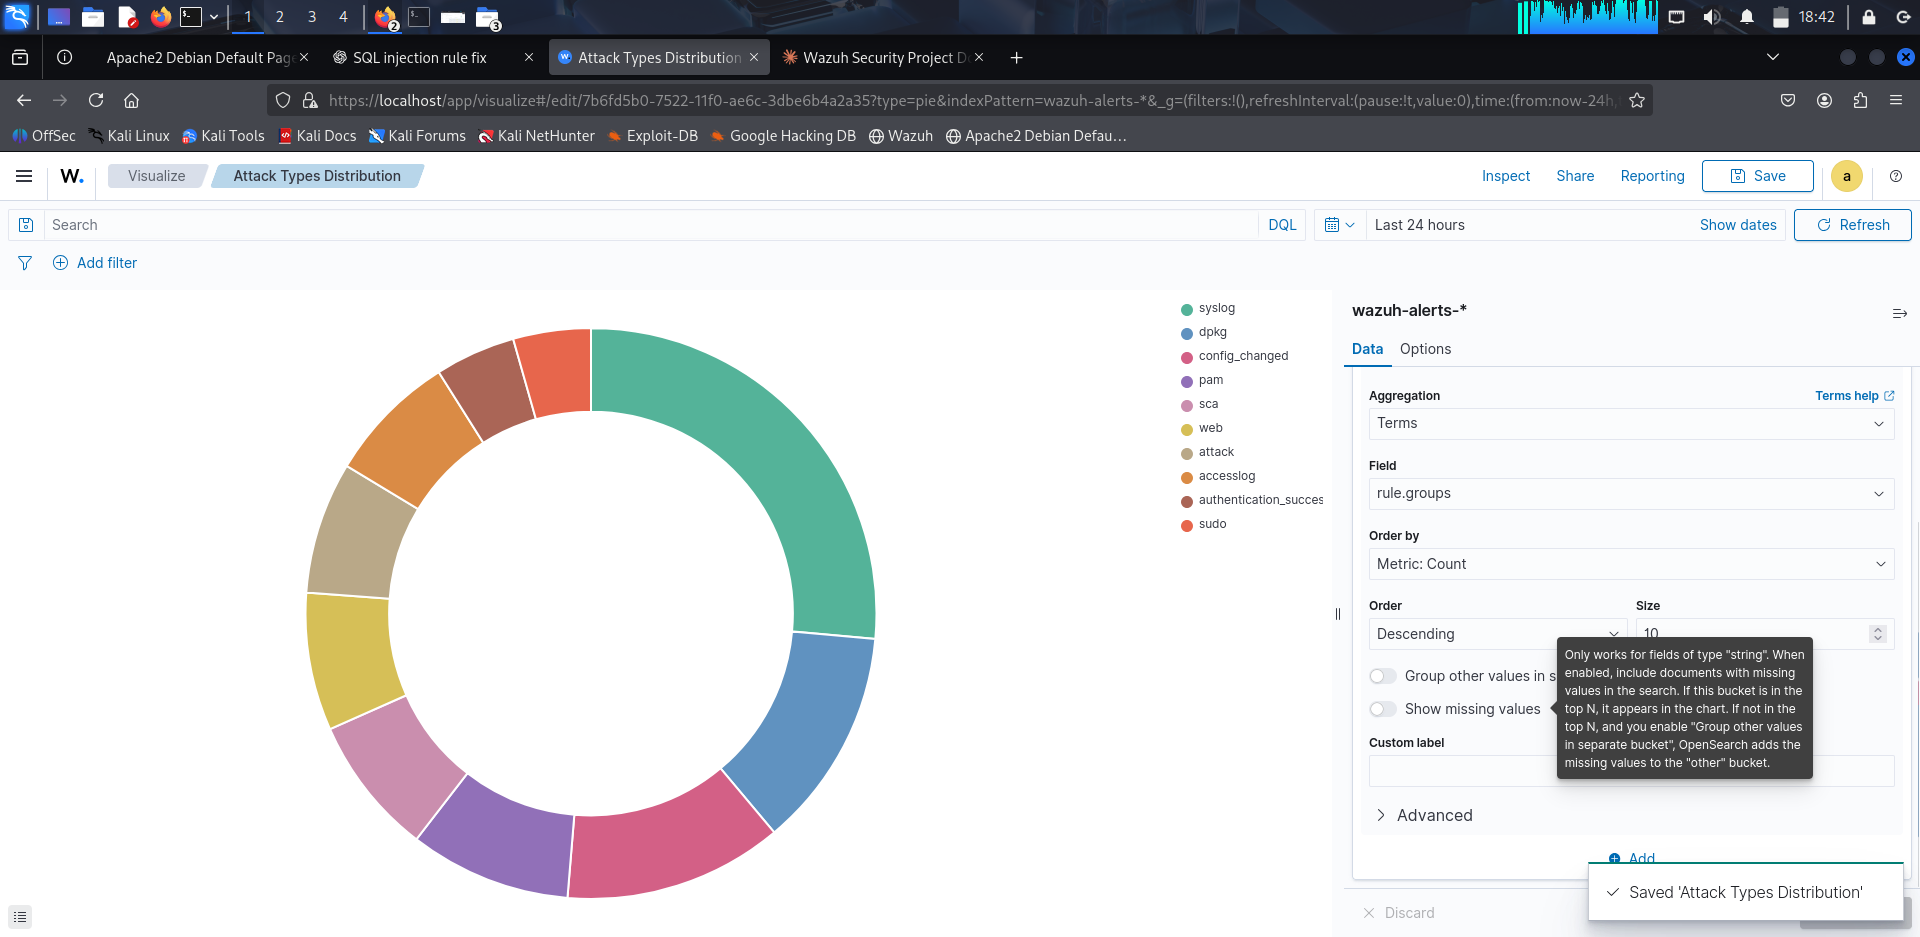 1 2 3 4 2 3 18:42
Apache2 Debian Default Pag SQL injection rule fix Attack Types Distribution Wazuh Security Project D
https://localhost/app/visualize#/edit/7b6fd5b0-7522-11f0-ae6c-3dbe6b4a2a35?type=pie&indexPattern=wazuh-alerts-*&_g=(filters:!(),refreshInterval:(pause:!t,value:0),time:(from:now-24h,
OffSec Kali Linux Kali Tools Kali Docs Kali Forums Kali NetHunter Exploit-DB Google Hacking DB Wazuh Apache2 Debian Defau…
W. Visualize Attack Types Distribution Inspect Share Reporting Save a
Search DQL Last 24 hours Show dates Refresh
Add filter
syslog
dpkg
config_changed
pam
sca
web
attack
accesslog
authentication_succes
sudo
wazuh-alerts-*
Data Options
Aggregation Terms help
Terms
Field
rule.groups
Order by
Metric: Count
Order Size
Descending 10
Group other values in s
Show missing values
Only works for fields of type "string". When
enabled, include documents with missing
values in the search. If this bucket is in the
top N, it appears in the chart. If not in the
top N, and you enable "Group other values
in separate bucket", OpenSearch adds the
missing values to the "other" bucket.
Custom label
Advanced
Add
Saved 'Attack Types Distribution'
Discard